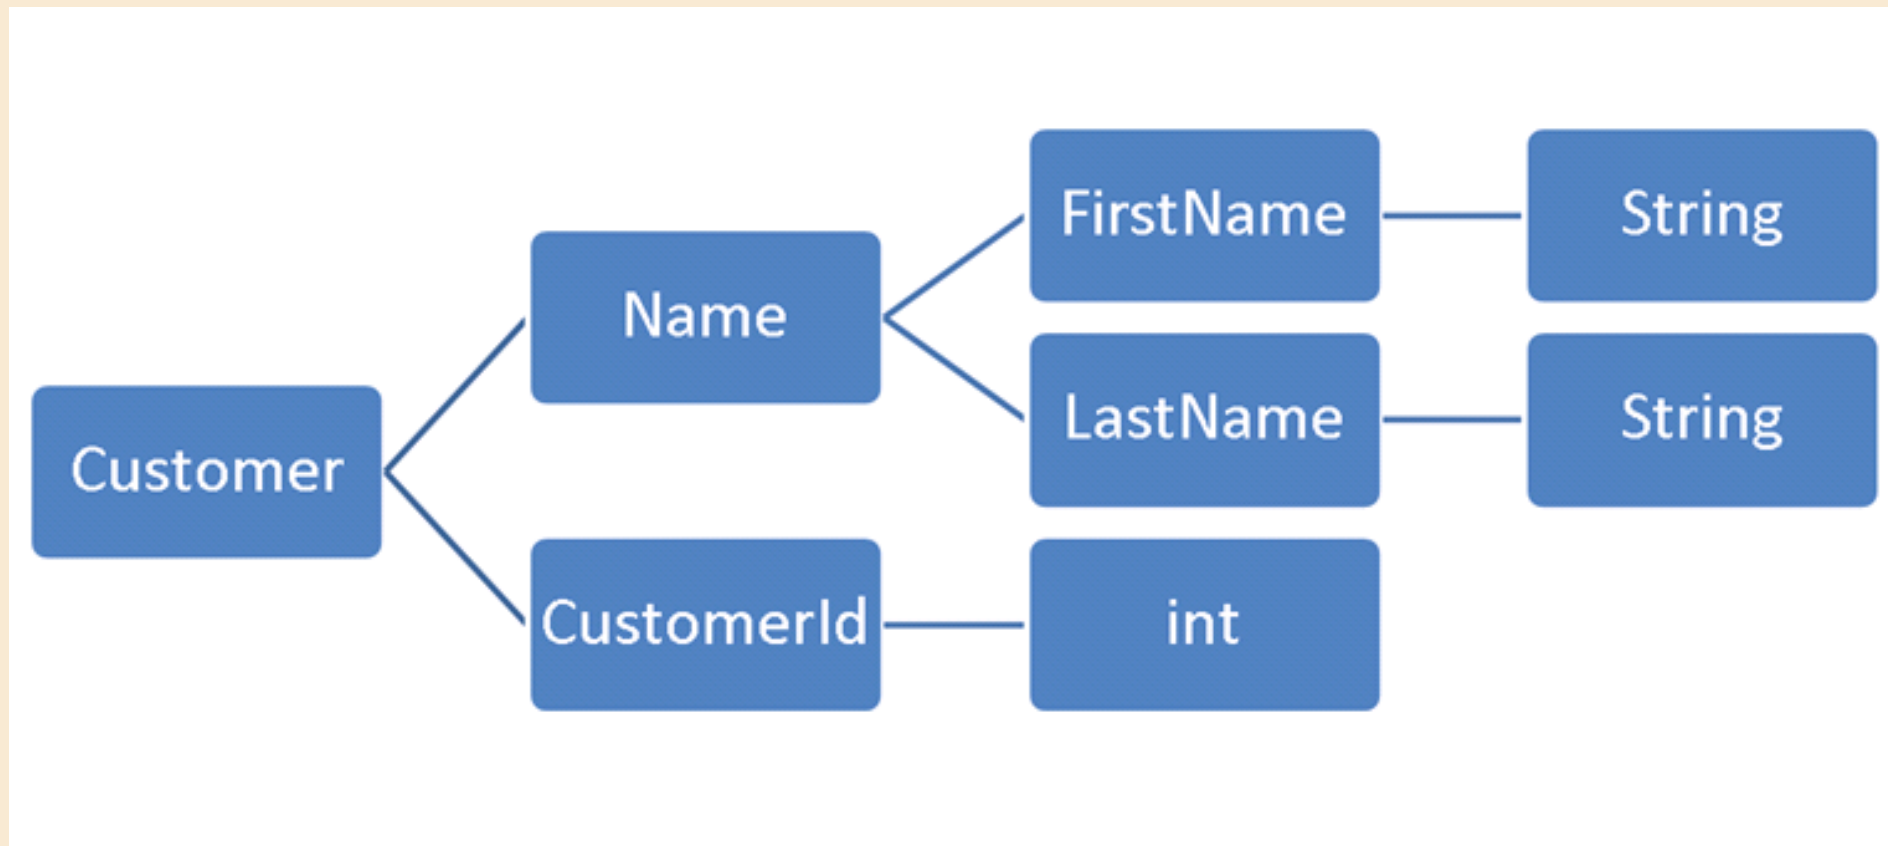 Customer
Name
FirstName
String
LastName
String
CustomerId
int